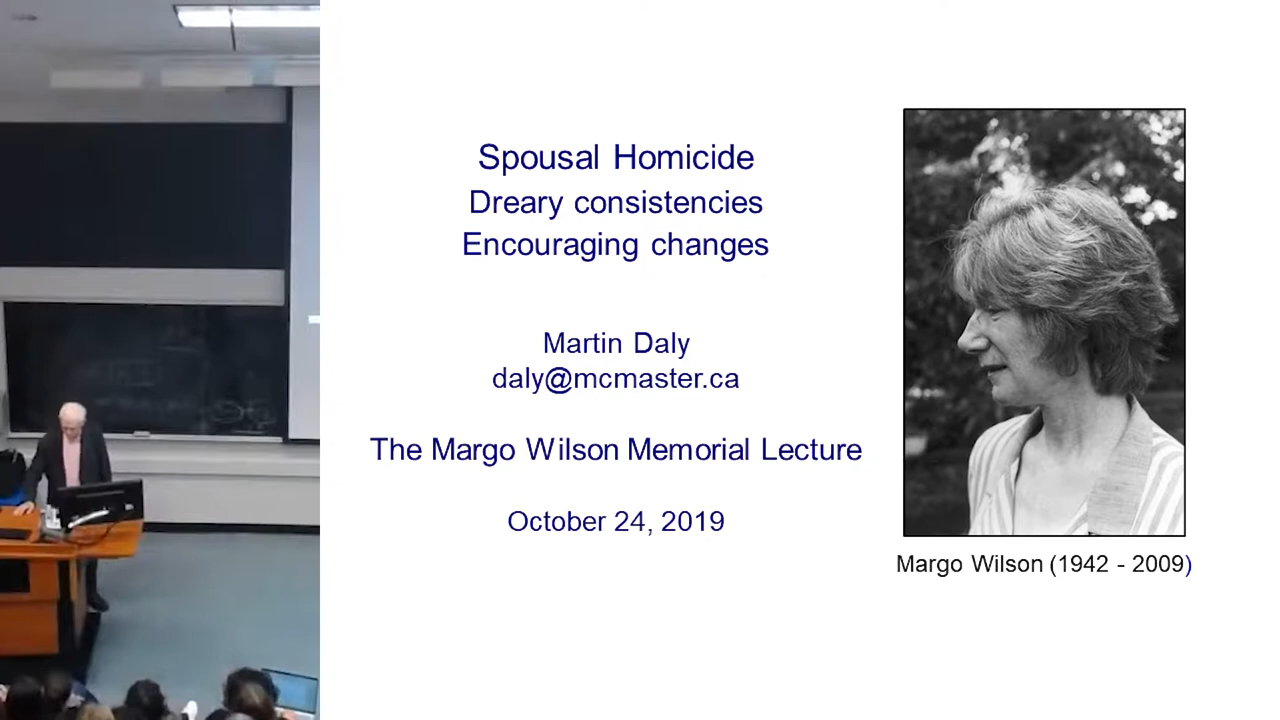 Spousal Homicide
Dreary consistencies
Encouraging changes
Martin Daly
daly@mcmaster.ca
The Margo Wilson Memorial Lecture
October 24, 2019
Margo Wilson (1942 - 2009)